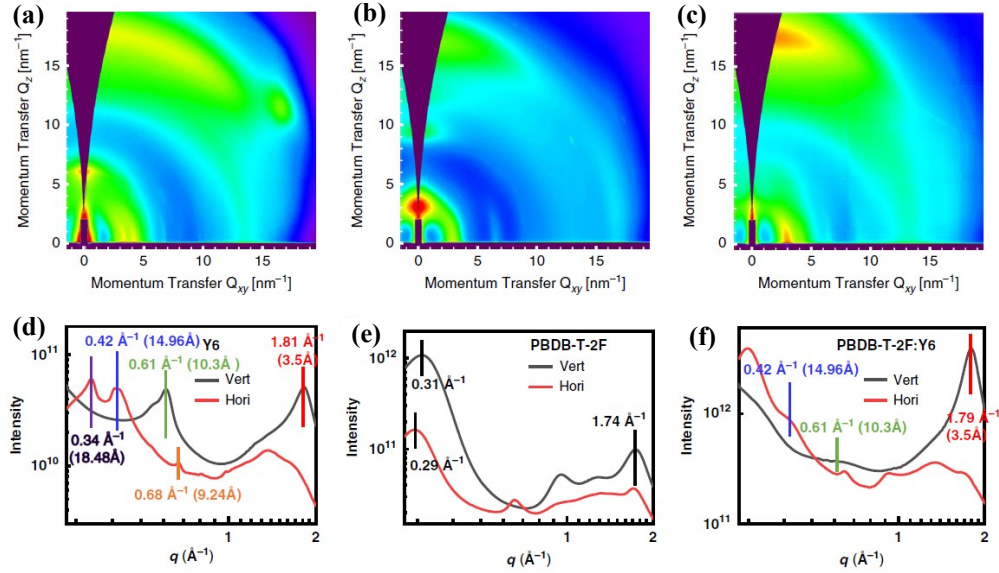 (a)
(b)
(c)
Momentum Transfer Q_z [nm⁻¹]
15
10
5
0
0 5 10 15
Momentum Transfer Q_xy [nm⁻¹]
Momentum Transfer Q_z [nm⁻¹]
15
10
5
0
0 5 10 15
Momentum Transfer Q_xy [nm⁻¹]
Momentum Transfer Q_z [nm⁻¹]
15
10
5
0
0 5 10 15
Momentum Transfer Q_xy [nm⁻¹]
(d)
Intensity
10¹¹
10¹⁰
0.42 Å⁻¹ (14.96Å)
Y6
0.61 Å⁻¹ (10.3Å)
1.81 Å⁻¹
(3.5Å)
Vert
Hori
0.34 Å⁻¹
(18.48Å)
0.68 Å⁻¹ (9.24Å)
1 2
q (Å⁻¹)
(e)
Intensity
10¹²
10¹¹
PBDB-T-2F
Vert
Hori
0.31 Å⁻¹
1.74 Å⁻¹
0.29 Å⁻¹
1 2
q (Å⁻¹)
(f)
Intensity
10¹²
10¹¹
PBDB-T-2F:Y6
0.42 Å⁻¹ (14.96Å)
Vert
Hori
0.61 Å⁻¹ (10.3Å)
1.79 Å⁻¹
(3.5Å)
1 2
q (Å⁻¹)